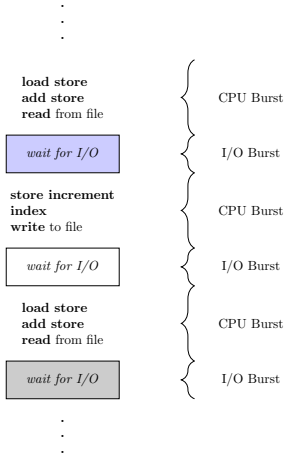 load store
add store
read from file
CPU Burst
wait for I/O
I/O Burst
store increment
index
write to file
CPU Burst
wait for I/O
I/O Burst
load store
add store
read from file
CPU Burst
wait for I/O
I/O Burst